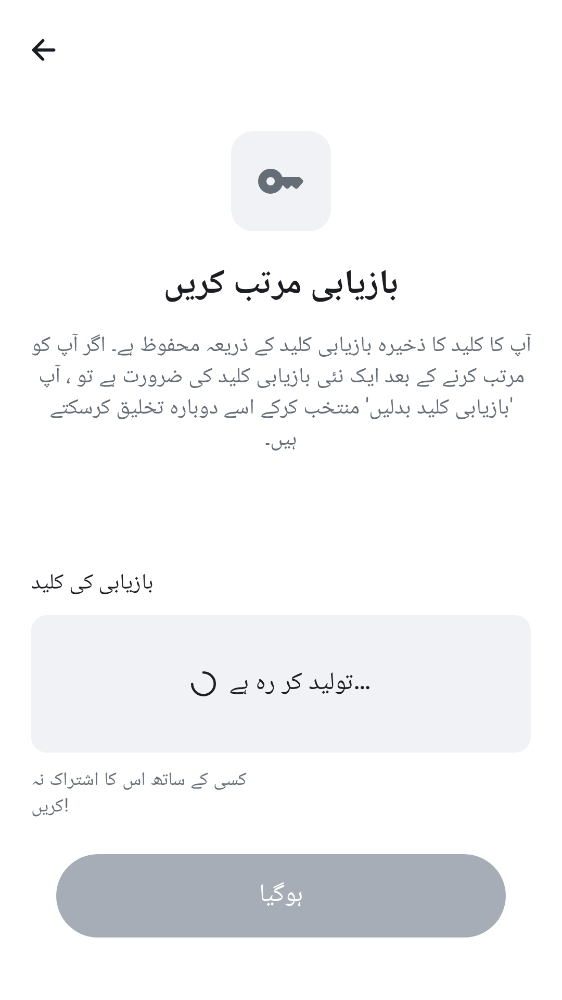 بازیابی مرتب کریں
آپ کا کلید کا ذخیرہ بازیابی کلید کے ذریعہ محفوظ ہے۔ اگر آپ کو
مرتب کرنے کے بعد ایک نئی بازیابی کلید کی ضرورت ہے تو ، آپ
'بازیابی کلید بدلیں' منتخب کرکے اسے دوبارہ تخلیق کرسکتے
ہیں۔
بازیابی کی کلید
...تولید کر رہ ہے
کسی کے ساتھ اس کا اشتراک نہ
کریں!
ہوگیا